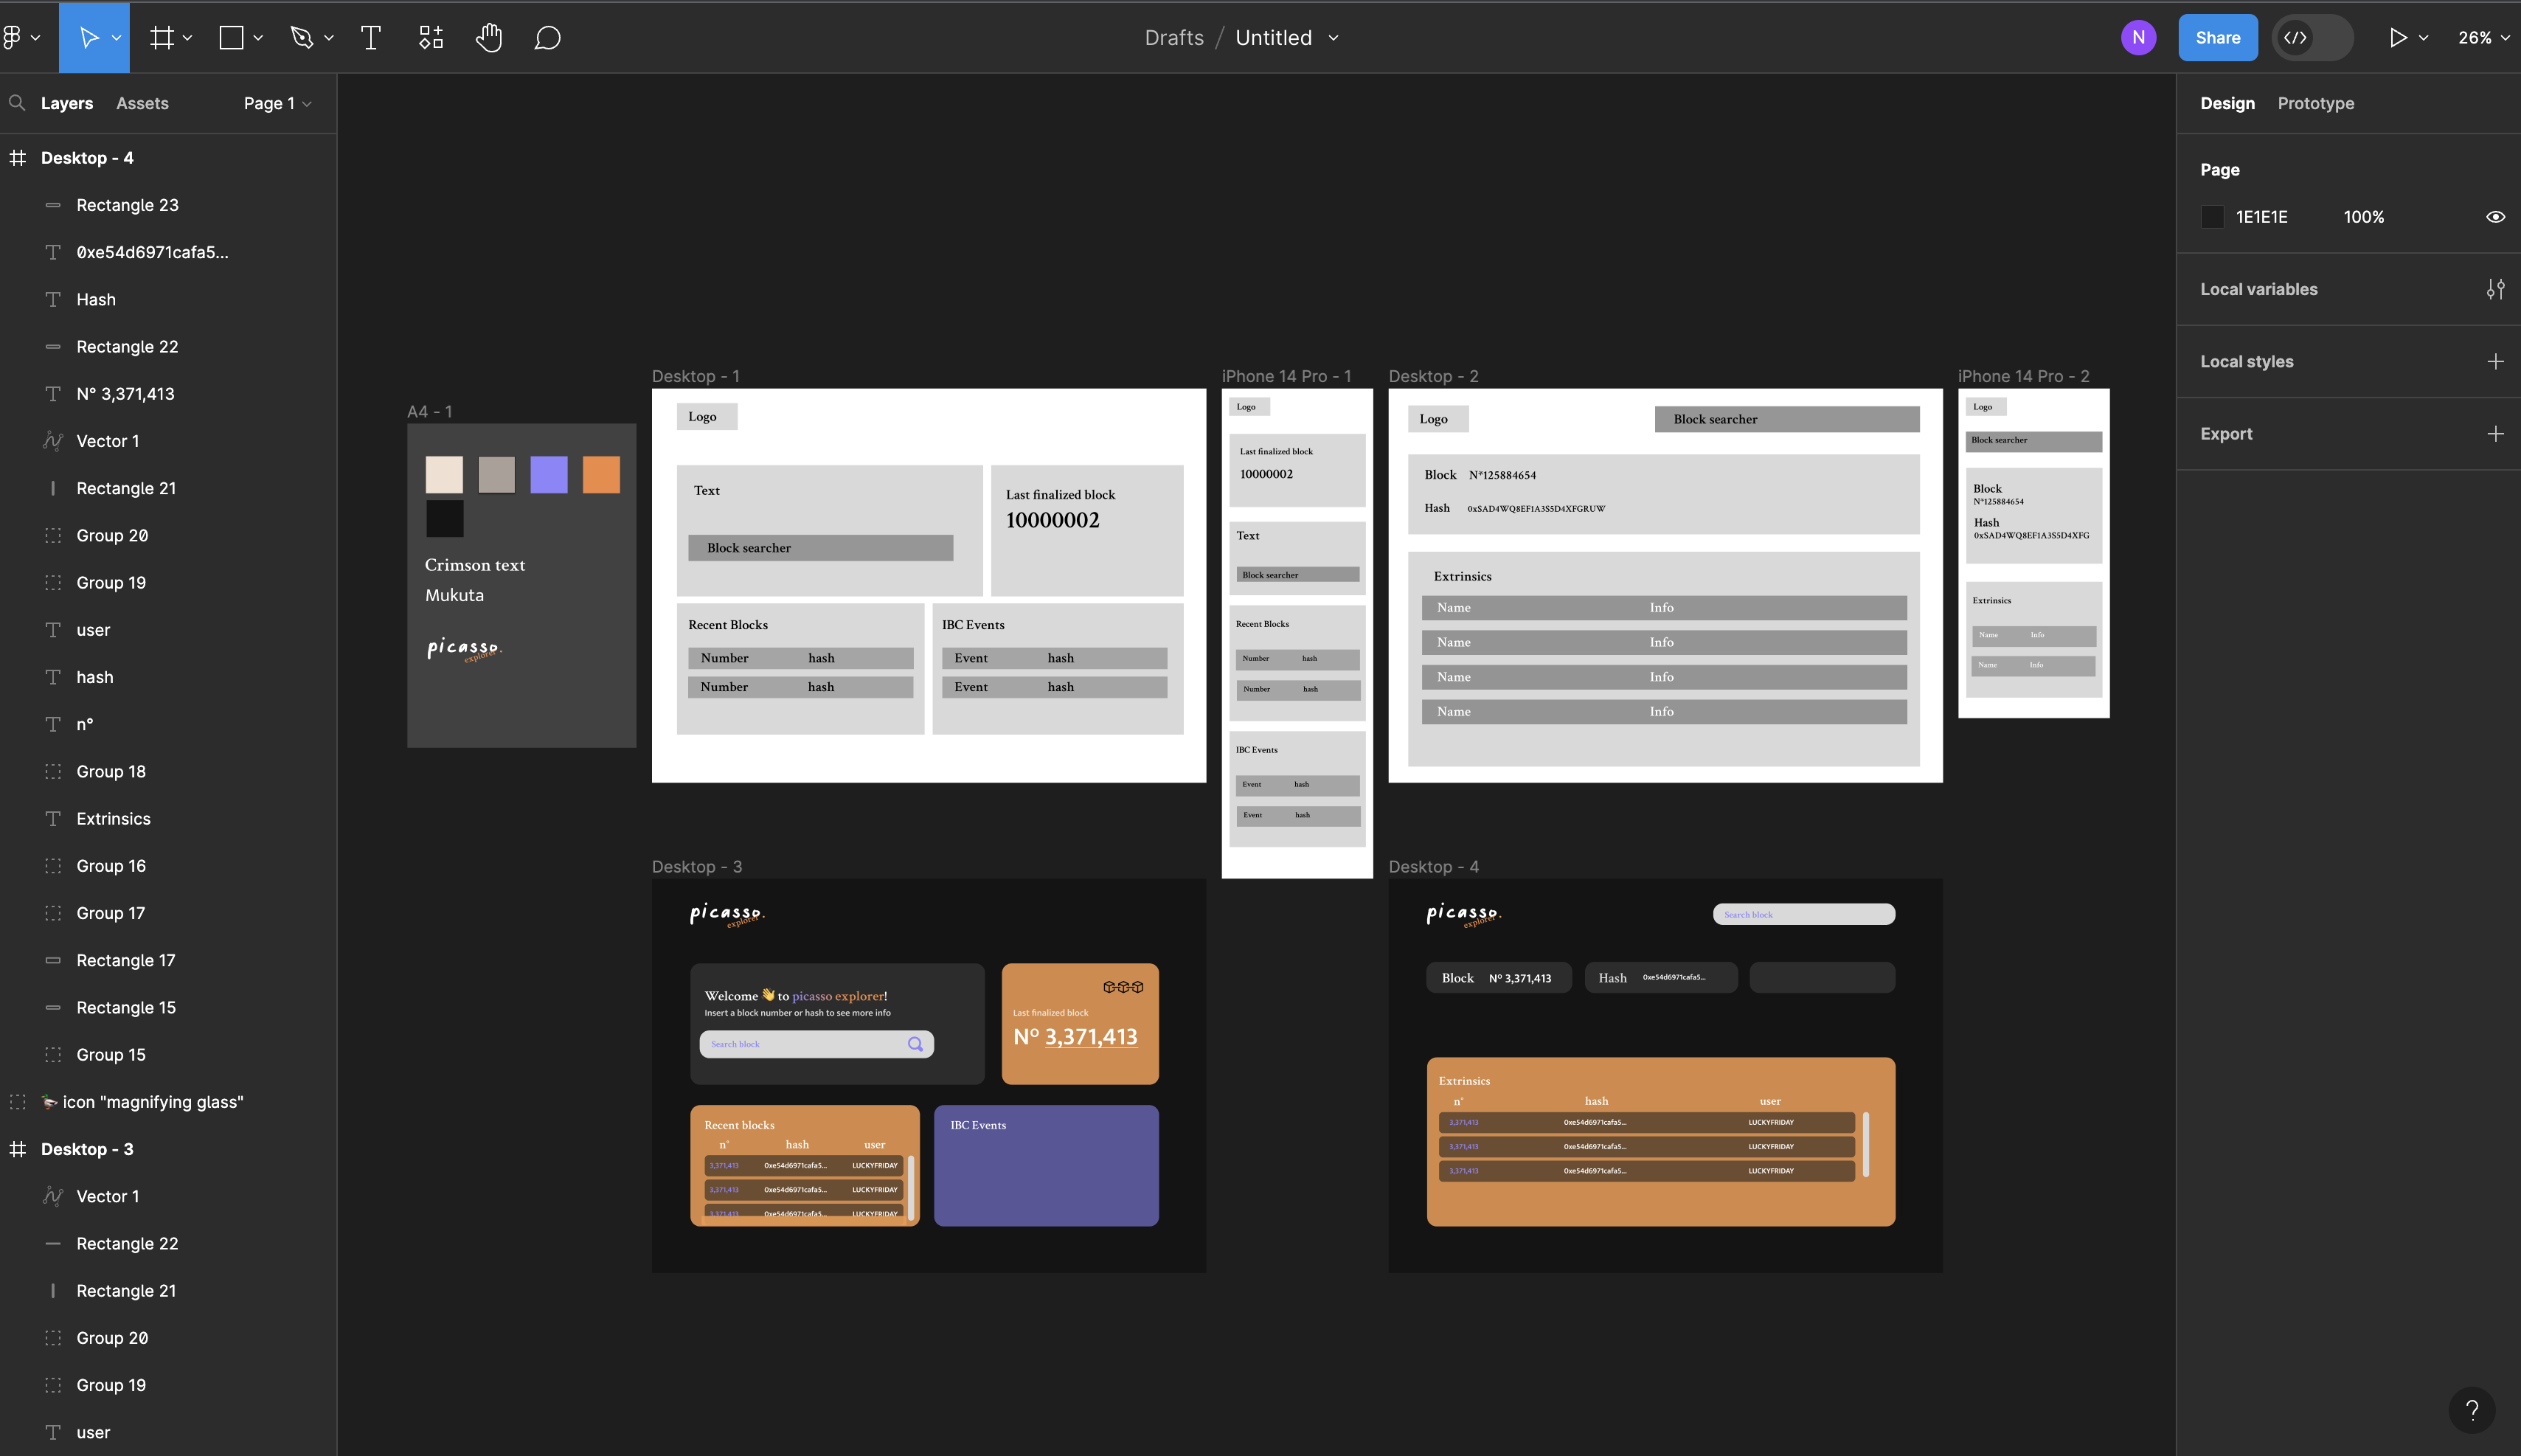 Drafts / Untitled
N
Share
26%
Layers
Assets
Page 1
Desktop - 4
Rectangle 23
0xe54d6971cafa5...
Hash
Rectangle 22
N° 3,371,413
Vector 1
Rectangle 21
Group 20
Group 19
user
hash
n°
Group 18
Extrinsics
Group 16
Group 17
Rectangle 17
Rectangle 15
Group 15
icon "magnifying glass"
Desktop - 3
Vector 1
Rectangle 22
Rectangle 21
Group 20
Group 19
user
A4 - 1
Crimson text
Mukuta
picasso.
explorer
Desktop - 1
Logo
Text
Block searcher
Last finalized block
10000002
Recent Blocks
Number hash
Number hash
IBC Events
Event hash
Event hash
iPhone 14 Pro - 1
Logo
Last finalized block
10000002
Text
Block searcher
Recent Blocks
Number hash
Number hash
IBC Events
Event hash
Event hash
Desktop - 2
Logo
Block searcher
Block N*125884654
Hash 0xSAD4WQ8EF1A3S5D4XFGRUW
Extrinsics
Name Info
Name Info
Name Info
Name Info
iPhone 14 Pro - 2
Logo
Block searcher
Block
N*125884654
Hash
0xSAD4WQ8EF1A3S5D4XFG
Extrinsics
Name Info
Name Info
Desktop - 3
picasso.
explorer
Welcome 👋 to picasso explorer!
Insert a block number or hash to see more info
Search block
Last finalized block
Nº 3,371,413
Recent blocks
n° hash user
3,371,413 0xe54d6971cafa5... LUCKYFRIDAY
3,371,413 0xe54d6971cafa5... LUCKYFRIDAY
3,371,413 0xe54d6971cafa5... LUCKYFRIDAY
IBC Events
Desktop - 4
picasso.
explorer
Search block
Block Nº 3,371,413
Hash 0xe54d6971cafa5...
Extrinsics
n° hash user
3,371,413 0xe54d6971cafa5... LUCKYFRIDAY
3,371,413 0xe54d6971cafa5... LUCKYFRIDAY
3,371,413 0xe54d6971cafa5... LUCKYFRIDAY
Design
Prototype
Page
1E1E1E 100%
Local variables
Local styles
Export
?